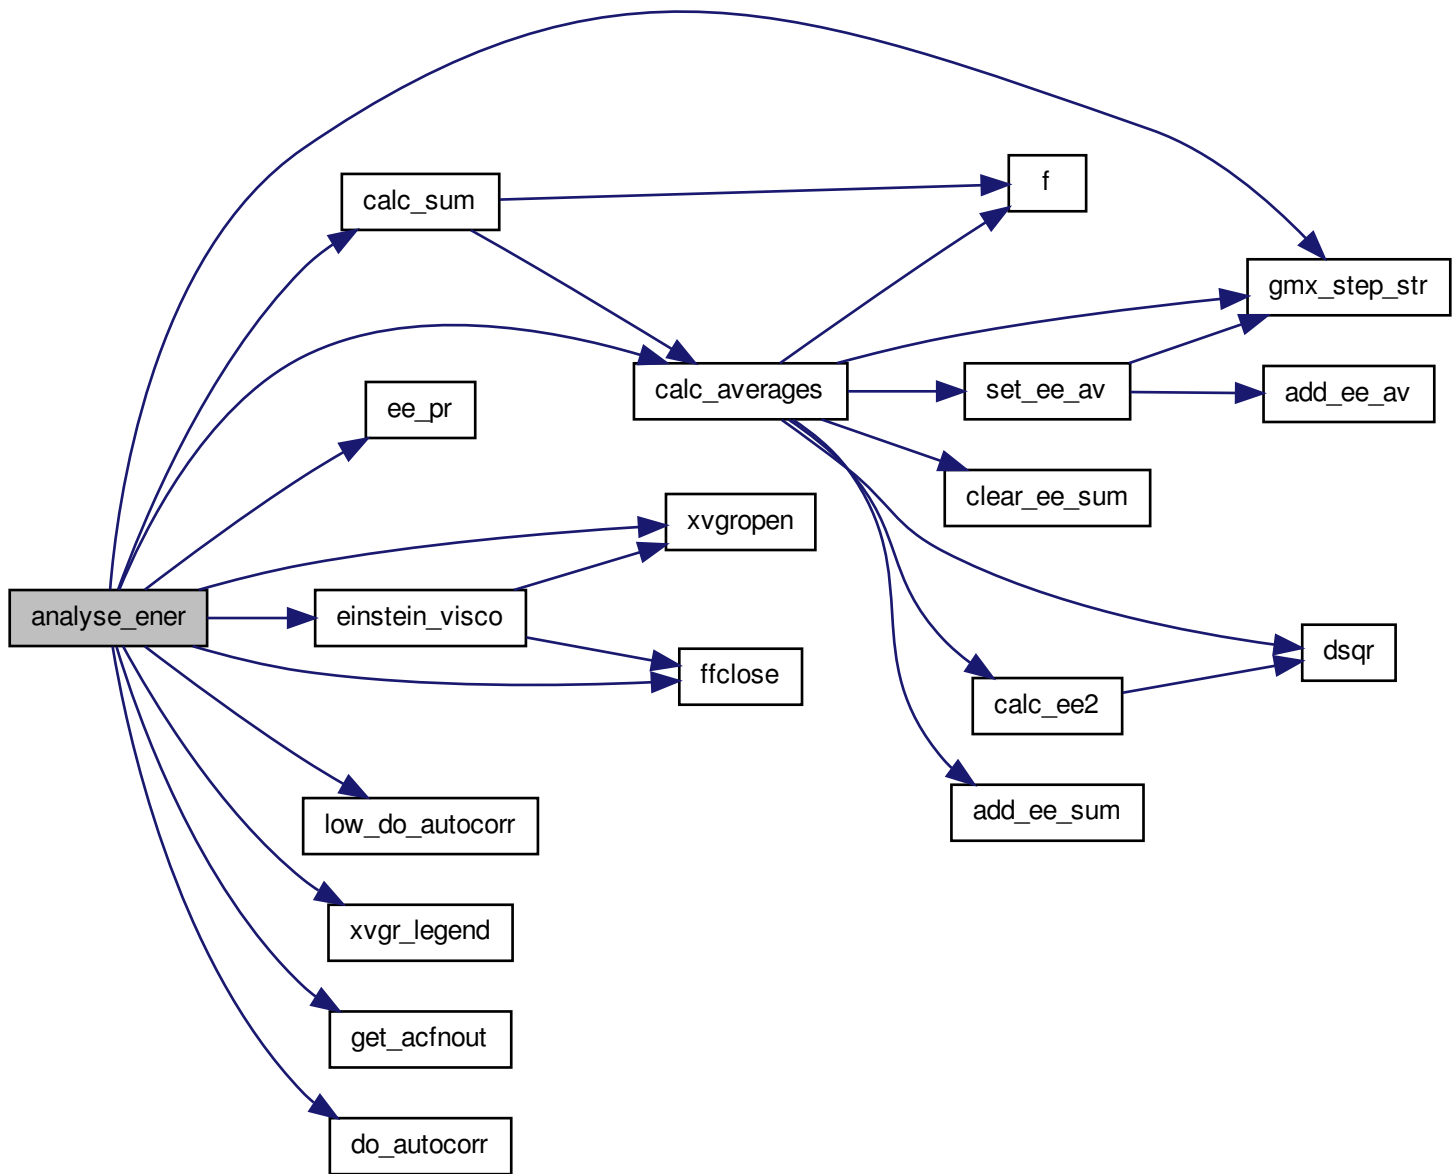 calc_sum
f
gmx_step_str
ee_pr
calc_averages
set_ee_av
add_ee_av
clear_ee_sum
xvgropen
analyse_ener
einstein_visco
ffclose
dsqr
calc_ee2
low_do_autocorr
add_ee_sum
xvgr_legend
get_acfnout
do_autocorr